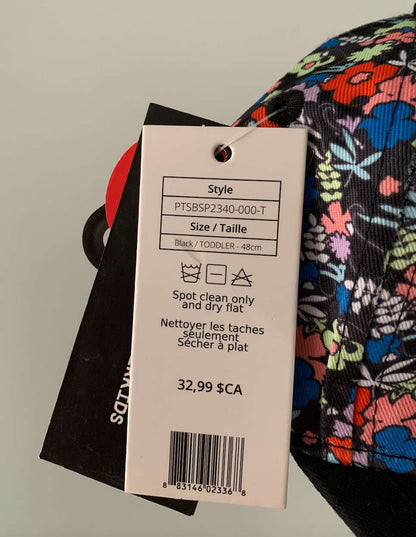 Style
PTSBSP2340-000-T
Size / Taille
Black / TODDLER - 48cm
Spot clean only
and dry flat
Nettoyer les taches
seulement
Sécher à plat
32,99 $CA
8 83146 02336 8